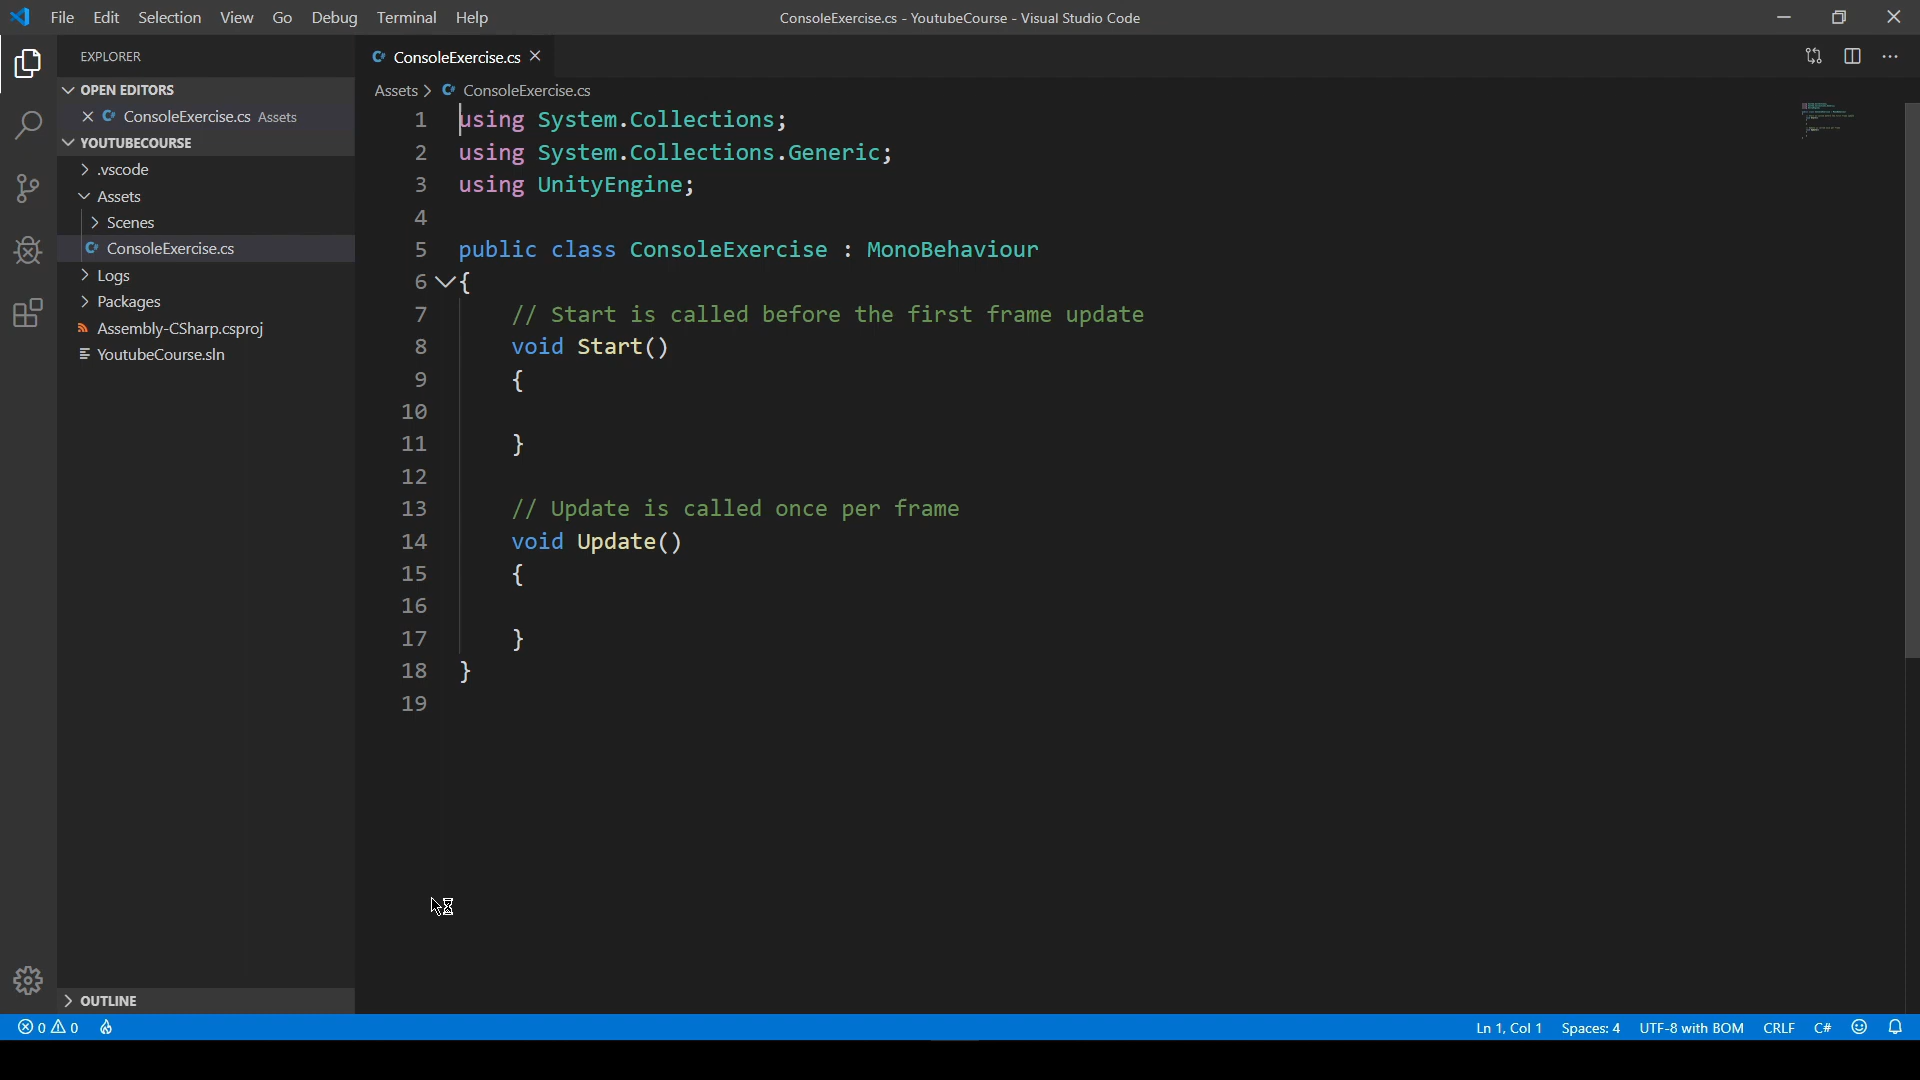 File Edit Selection View Go Debug Terminal Help
ConsoleExercise.cs - YoutubeCourse - Visual Studio Code
EXPLORER
OPEN EDITORS
ConsoleExercise.cs Assets
YOUTUBECOURSE
.vscode
Assets
Scenes
ConsoleExercise.cs
Logs
Packages
Assembly-CSharp.csproj
YoutubeCourse.sln
OUTLINE
ConsoleExercise.cs
Assets > ConsoleExercise.cs
1 using System.Collections;
2 using System.Collections.Generic;
3 using UnityEngine;
4
5 public class ConsoleExercise : MonoBehaviour
6 {
7 // Start is called before the first frame update
8 void Start()
9 {
10
11 }
12
13 // Update is called once per frame
14 void Update()
15 {
16
17 }
18 }
19
0 0
Ln 1, Col 1 Spaces: 4 UTF-8 with BOM CRLF C#